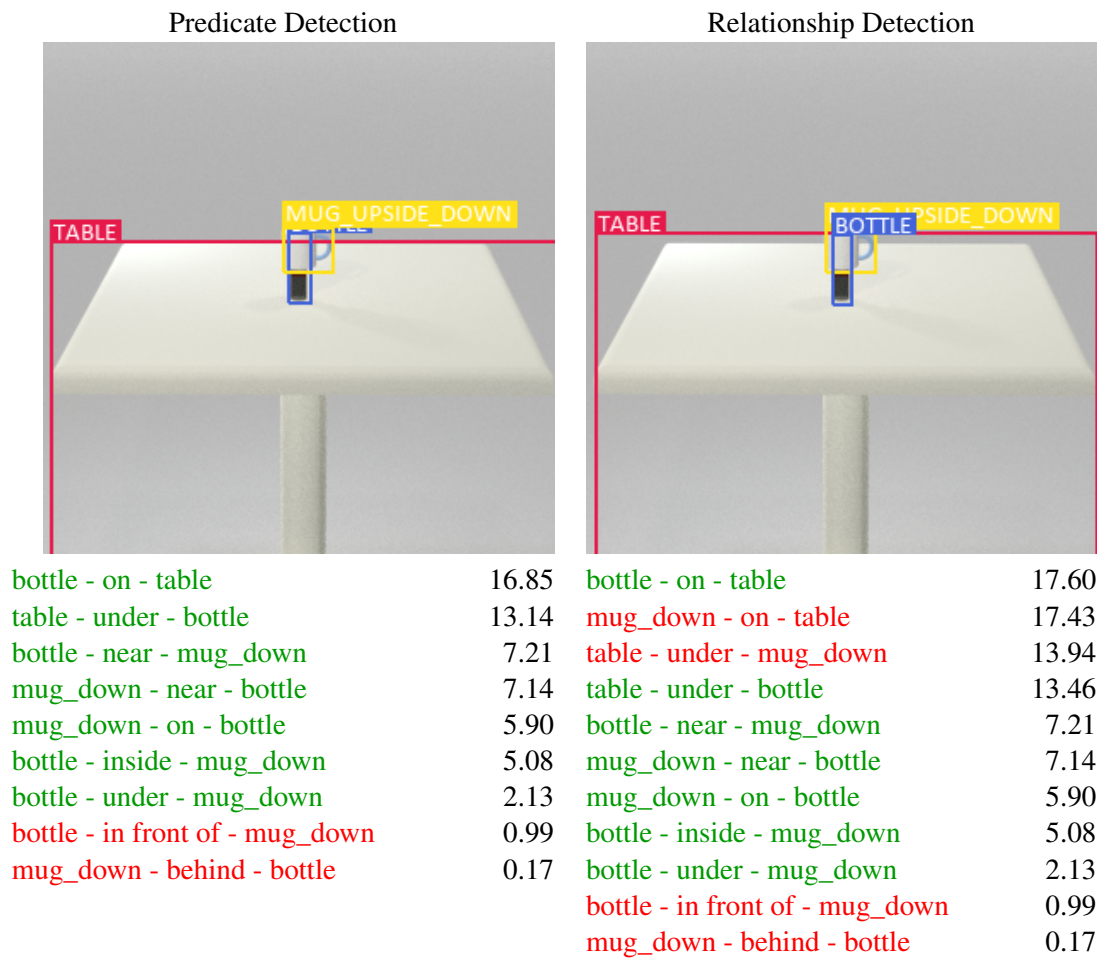 Predicate Detection
MUG_UPSIDE_DOWN
TABLE
bottle - on - table 16.85
table - under - bottle 13.14
bottle - near - mug_down 7.21
mug_down - near - bottle 7.14
mug_down - on - bottle 5.90
bottle - inside - mug_down 5.08
bottle - under - mug_down 2.13
bottle - in front of - mug_down 0.99
mug_down - behind - bottle 0.17
Relationship Detection
MUG_UPSIDE_DOWN
TABLE
BOTTLE
bottle - on - table 17.60
mug_down - on - table 17.43
table - under - mug_down 13.94
table - under - bottle 13.46
bottle - near - mug_down 7.21
mug_down - near - bottle 7.14
mug_down - on - bottle 5.90
bottle - inside - mug_down 5.08
bottle - under - mug_down 2.13
bottle - in front of - mug_down 0.99
mug_down - behind - bottle 0.17